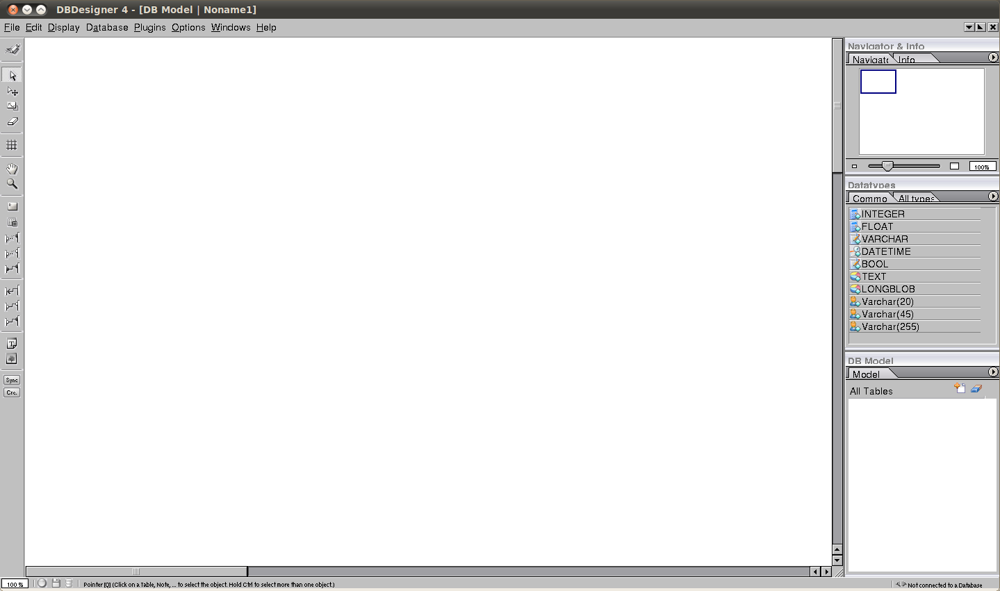 DBDesigner 4 - [DB Model | Noname1]
File Edit Display Database Plugins Options Windows Help
Navigator & Info
Navigato Info
100%
Datatypes
Commo All types
INTEGER
FLOAT
VARCHAR
DATETIME
BOOL
TEXT
LONGBLOB
Varchar(20)
Varchar(45)
Varchar(255)
DB Model
Model
All Tables
Sync
Cre.
100 % Pointer [Q] (Click on a Table, Note, ... to select the object. Hold Ctrl to select more than one object.) Not connected to a Database